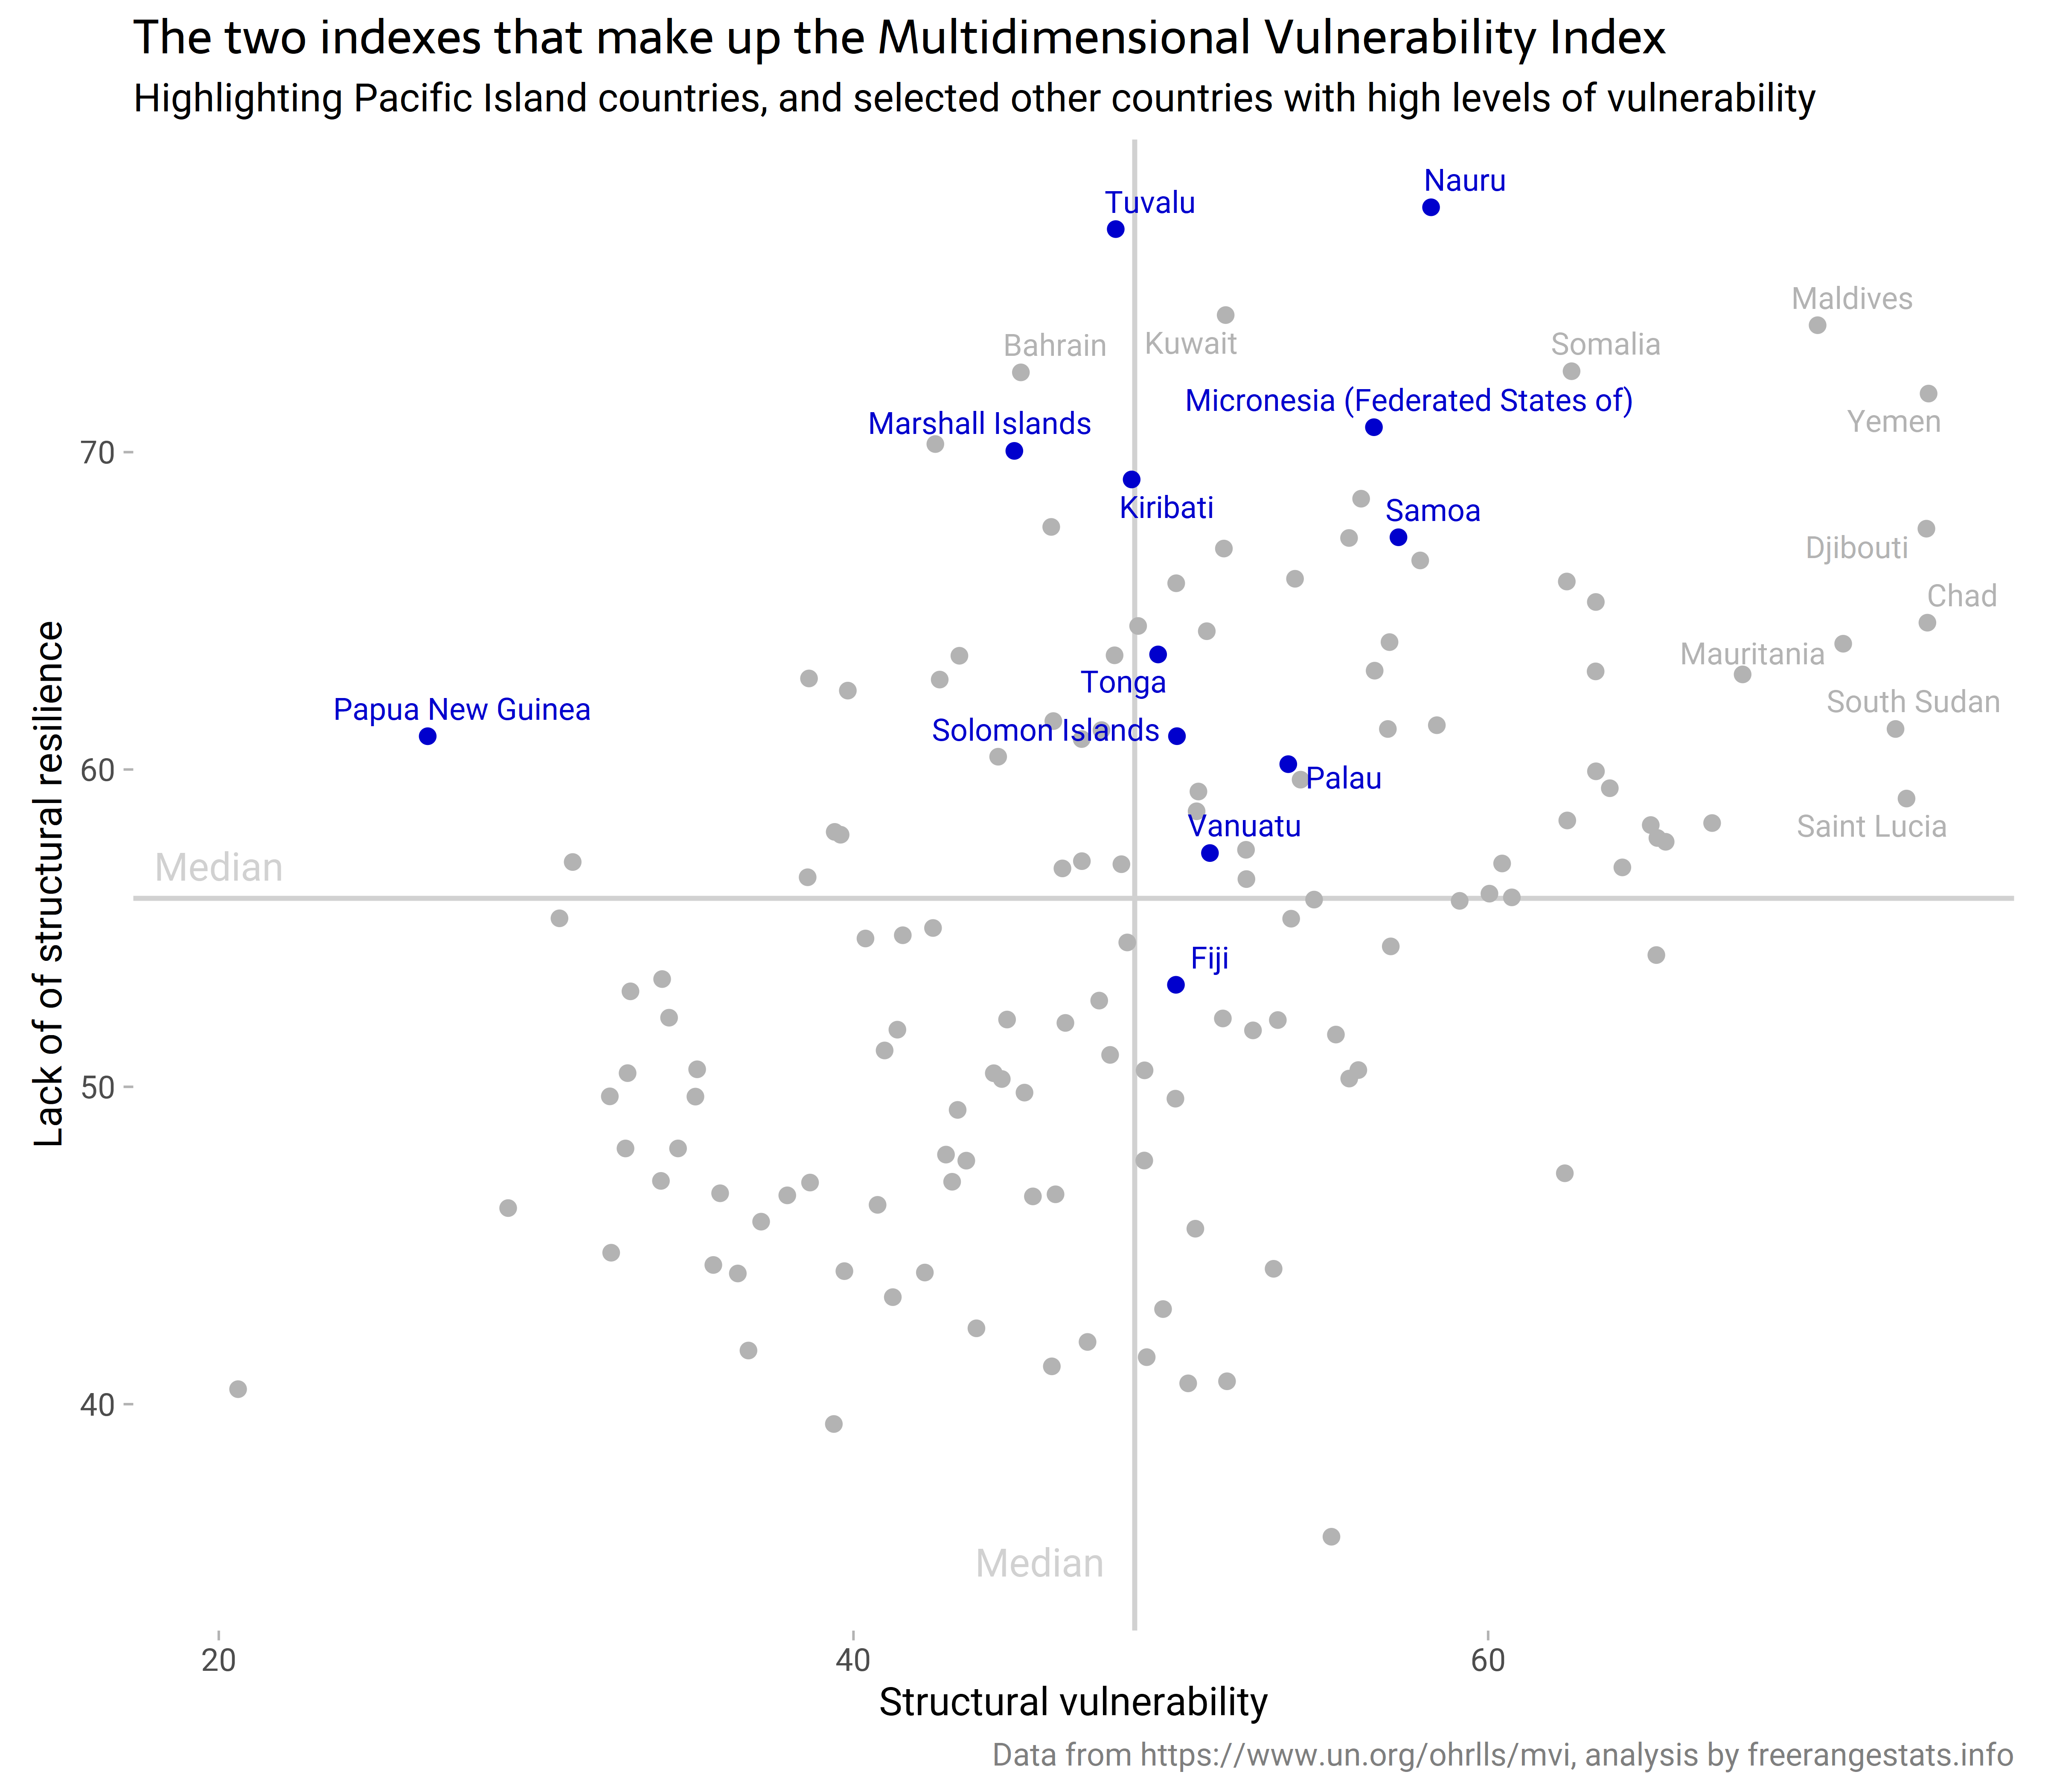 The two indexes that make up the Multidimensional Vulnerability Index
Highlighting Pacific Island countries, and selected other countries with high levels of vulnerability
Nauru
Tuvalu
Maldives
Bahrain
Kuwait
Somalia
Micronesia (Federated States of)
Marshall Islands
Yemen
70
Kiribati
Samoa
Djibouti
Chad
Mauritania
Tonga
Papua New Guinea
South Sudan
Solomon Islands
60
Palau
Vanuatu
Saint Lucia
Median
Fiji
50
40
Lack of of structural resilience
Median
20
40
60
Structural vulnerability
Data from https://www.un.org/ohrlls/mvi, analysis by freerangestats.info